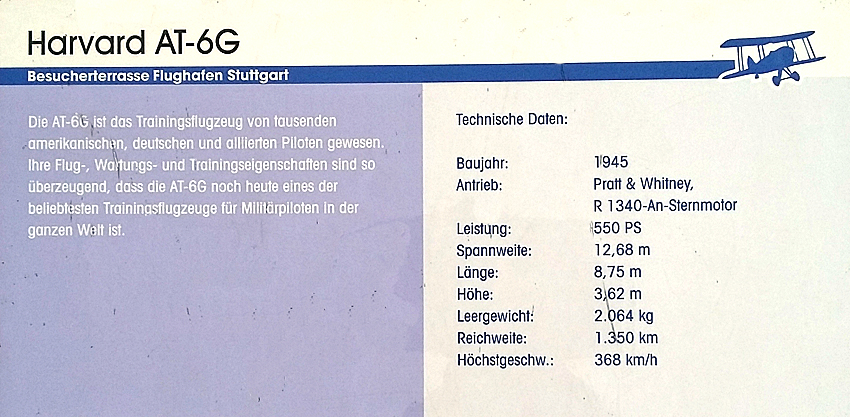 Harvard AT-6G
Besucherterrasse Flughafen Stuttgart
Die AT-6G ist das Trainingsflugzeug von tausenden
amerikanischen, deutschen und alliierten Piloten gewesen.
Ihre Flug-, Wartungs- und Trainingseigenschaften sind so
überzeugend, dass die AT-6G noch heute eines der
beliebtesten Trainingsflugzeuge für Militärpiloten in der
ganzen Welt ist.
Technische Daten:
Baujahr: 1945
Antrieb: Pratt & Whitney,
R 1340-An-Sternmotor
Leistung: 550 PS
Spannweite: 12,68 m
Länge: 8,75 m
Höhe: 3,62 m
Leergewicht: 2.064 kg
Reichweite: 1.350 km
Höchstgeschw.: 368 km/h